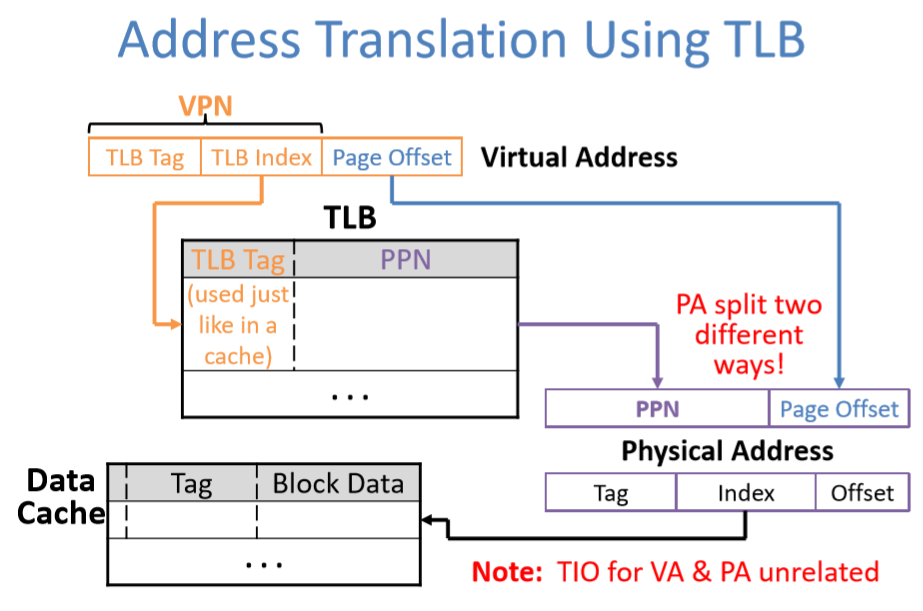 Address Translation Using TLB
VPN
TLB Tag TLB Index Page Offset Virtual Address
TLB
TLB Tag PPN
(used just
like in a
cache)
...
PA split two
different
ways!
PPN Page Offset
Physical Address
Tag Index Offset
Data
Cache
Tag Block Data
...
Note: TIO for VA & PA unrelated